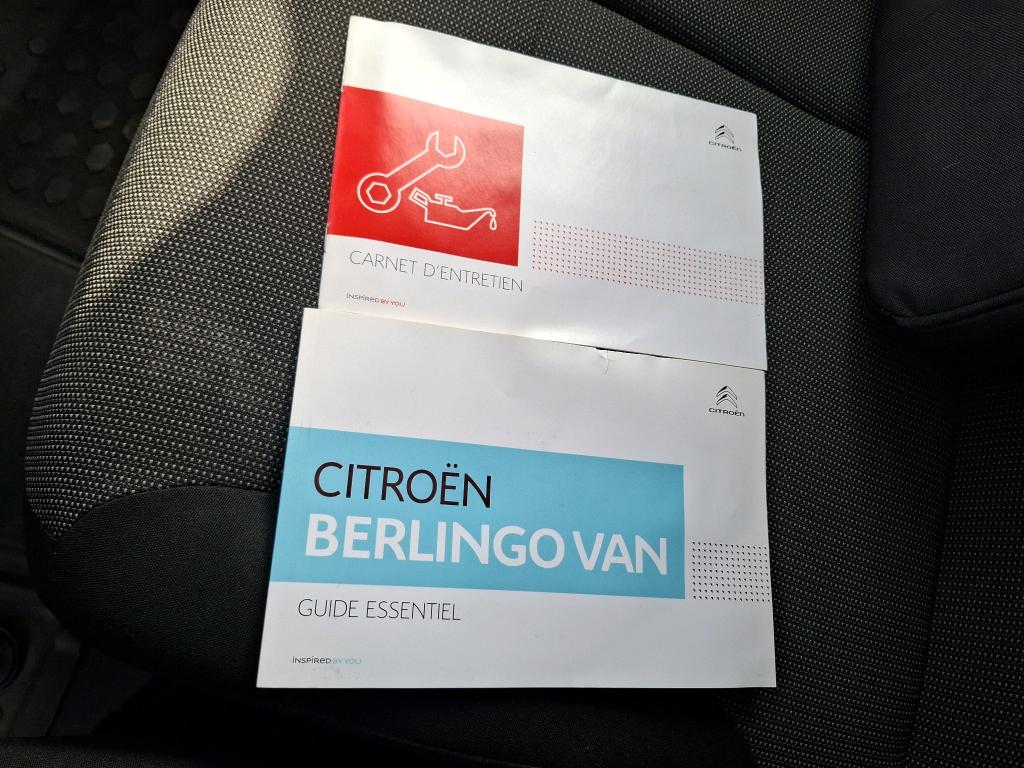 CITROËN
CARNET D'ENTRETIEN
INSPIRED BY YOU
CITROËN
CITROËN
BERLINGO VAN
GUIDE ESSENTIEL
INSPIRED BY YOU